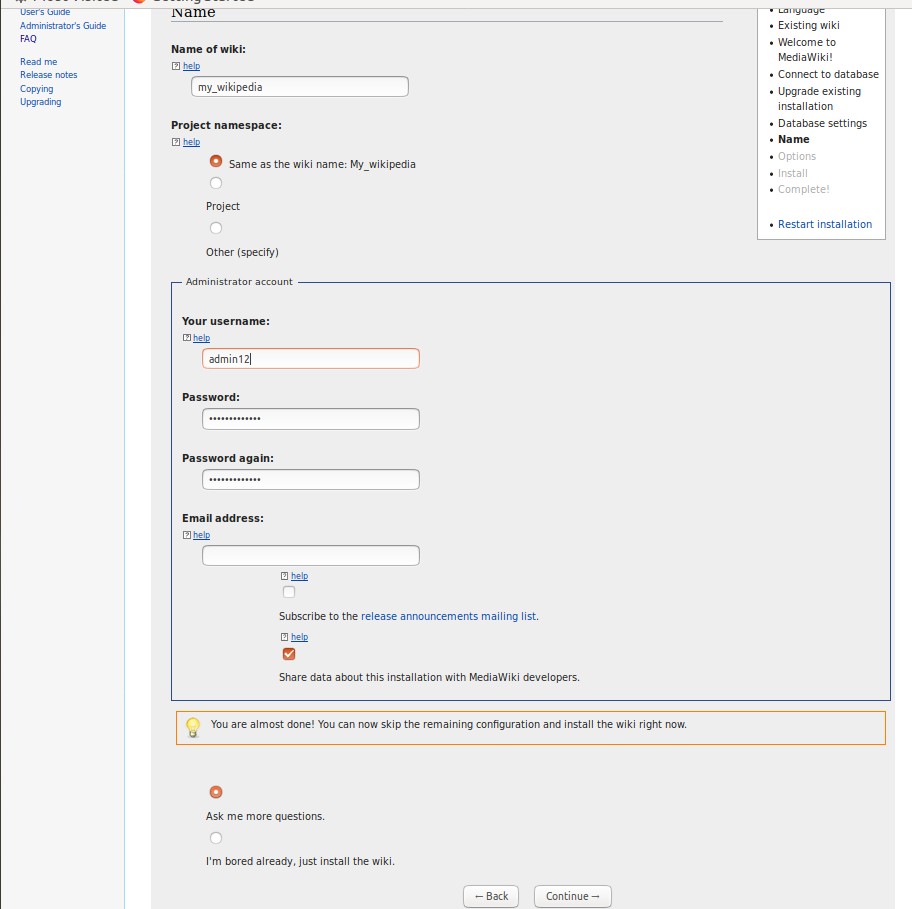 User's Guide
Administrator's Guide
FAQ
Read me
Release notes
Copying
Upgrading
Name
Name of wiki:
help
my_wikipedia
Project namespace:
help
Same as the wiki name: My_wikipedia
Project
Other (specify)
Administrator account
Your username:
help
admin12
Password:
•••••••••••••
Password again:
•••••••••••••
Email address:
help
help
Subscribe to the release announcements mailing list.
help
Share data about this installation with MediaWiki developers.
You are almost done! You can now skip the remaining configuration and install the wiki right now.
Ask me more questions.
I'm bored already, just install the wiki.
← Back
Continue →
Language
Existing wiki
Welcome to
MediaWiki!
Connect to database
Upgrade existing
installation
Database settings
Name
Options
Install
Complete!
Restart installation